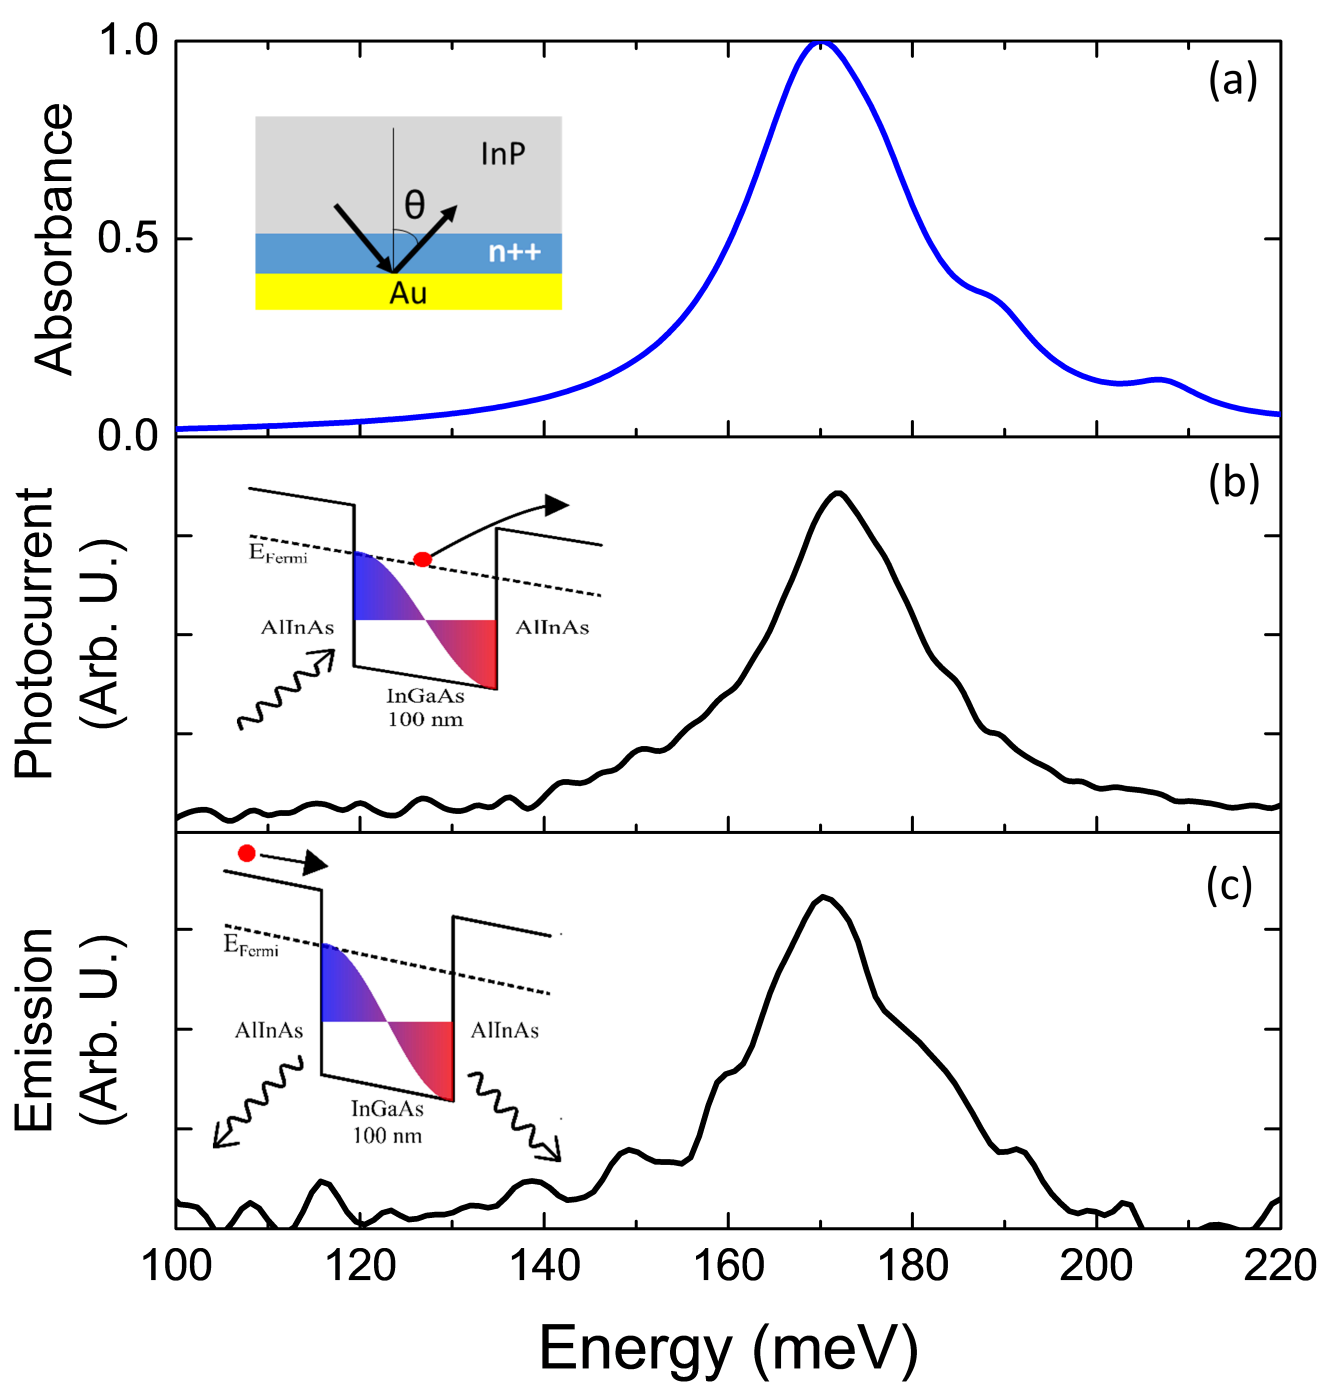 (a)
1.0
0.5
0.0
Absorbance
InP
θ
n++
Au
(b)
Photocurrent
(Arb. U.)
EFermi
AlInAs
AlInAs
InGaAs
100 nm
(c)
Emission
(Arb. U.)
EFermi
AlInAs
AlInAs
InGaAs
100 nm
100 120 140 160 180 200 220
Energy (meV)